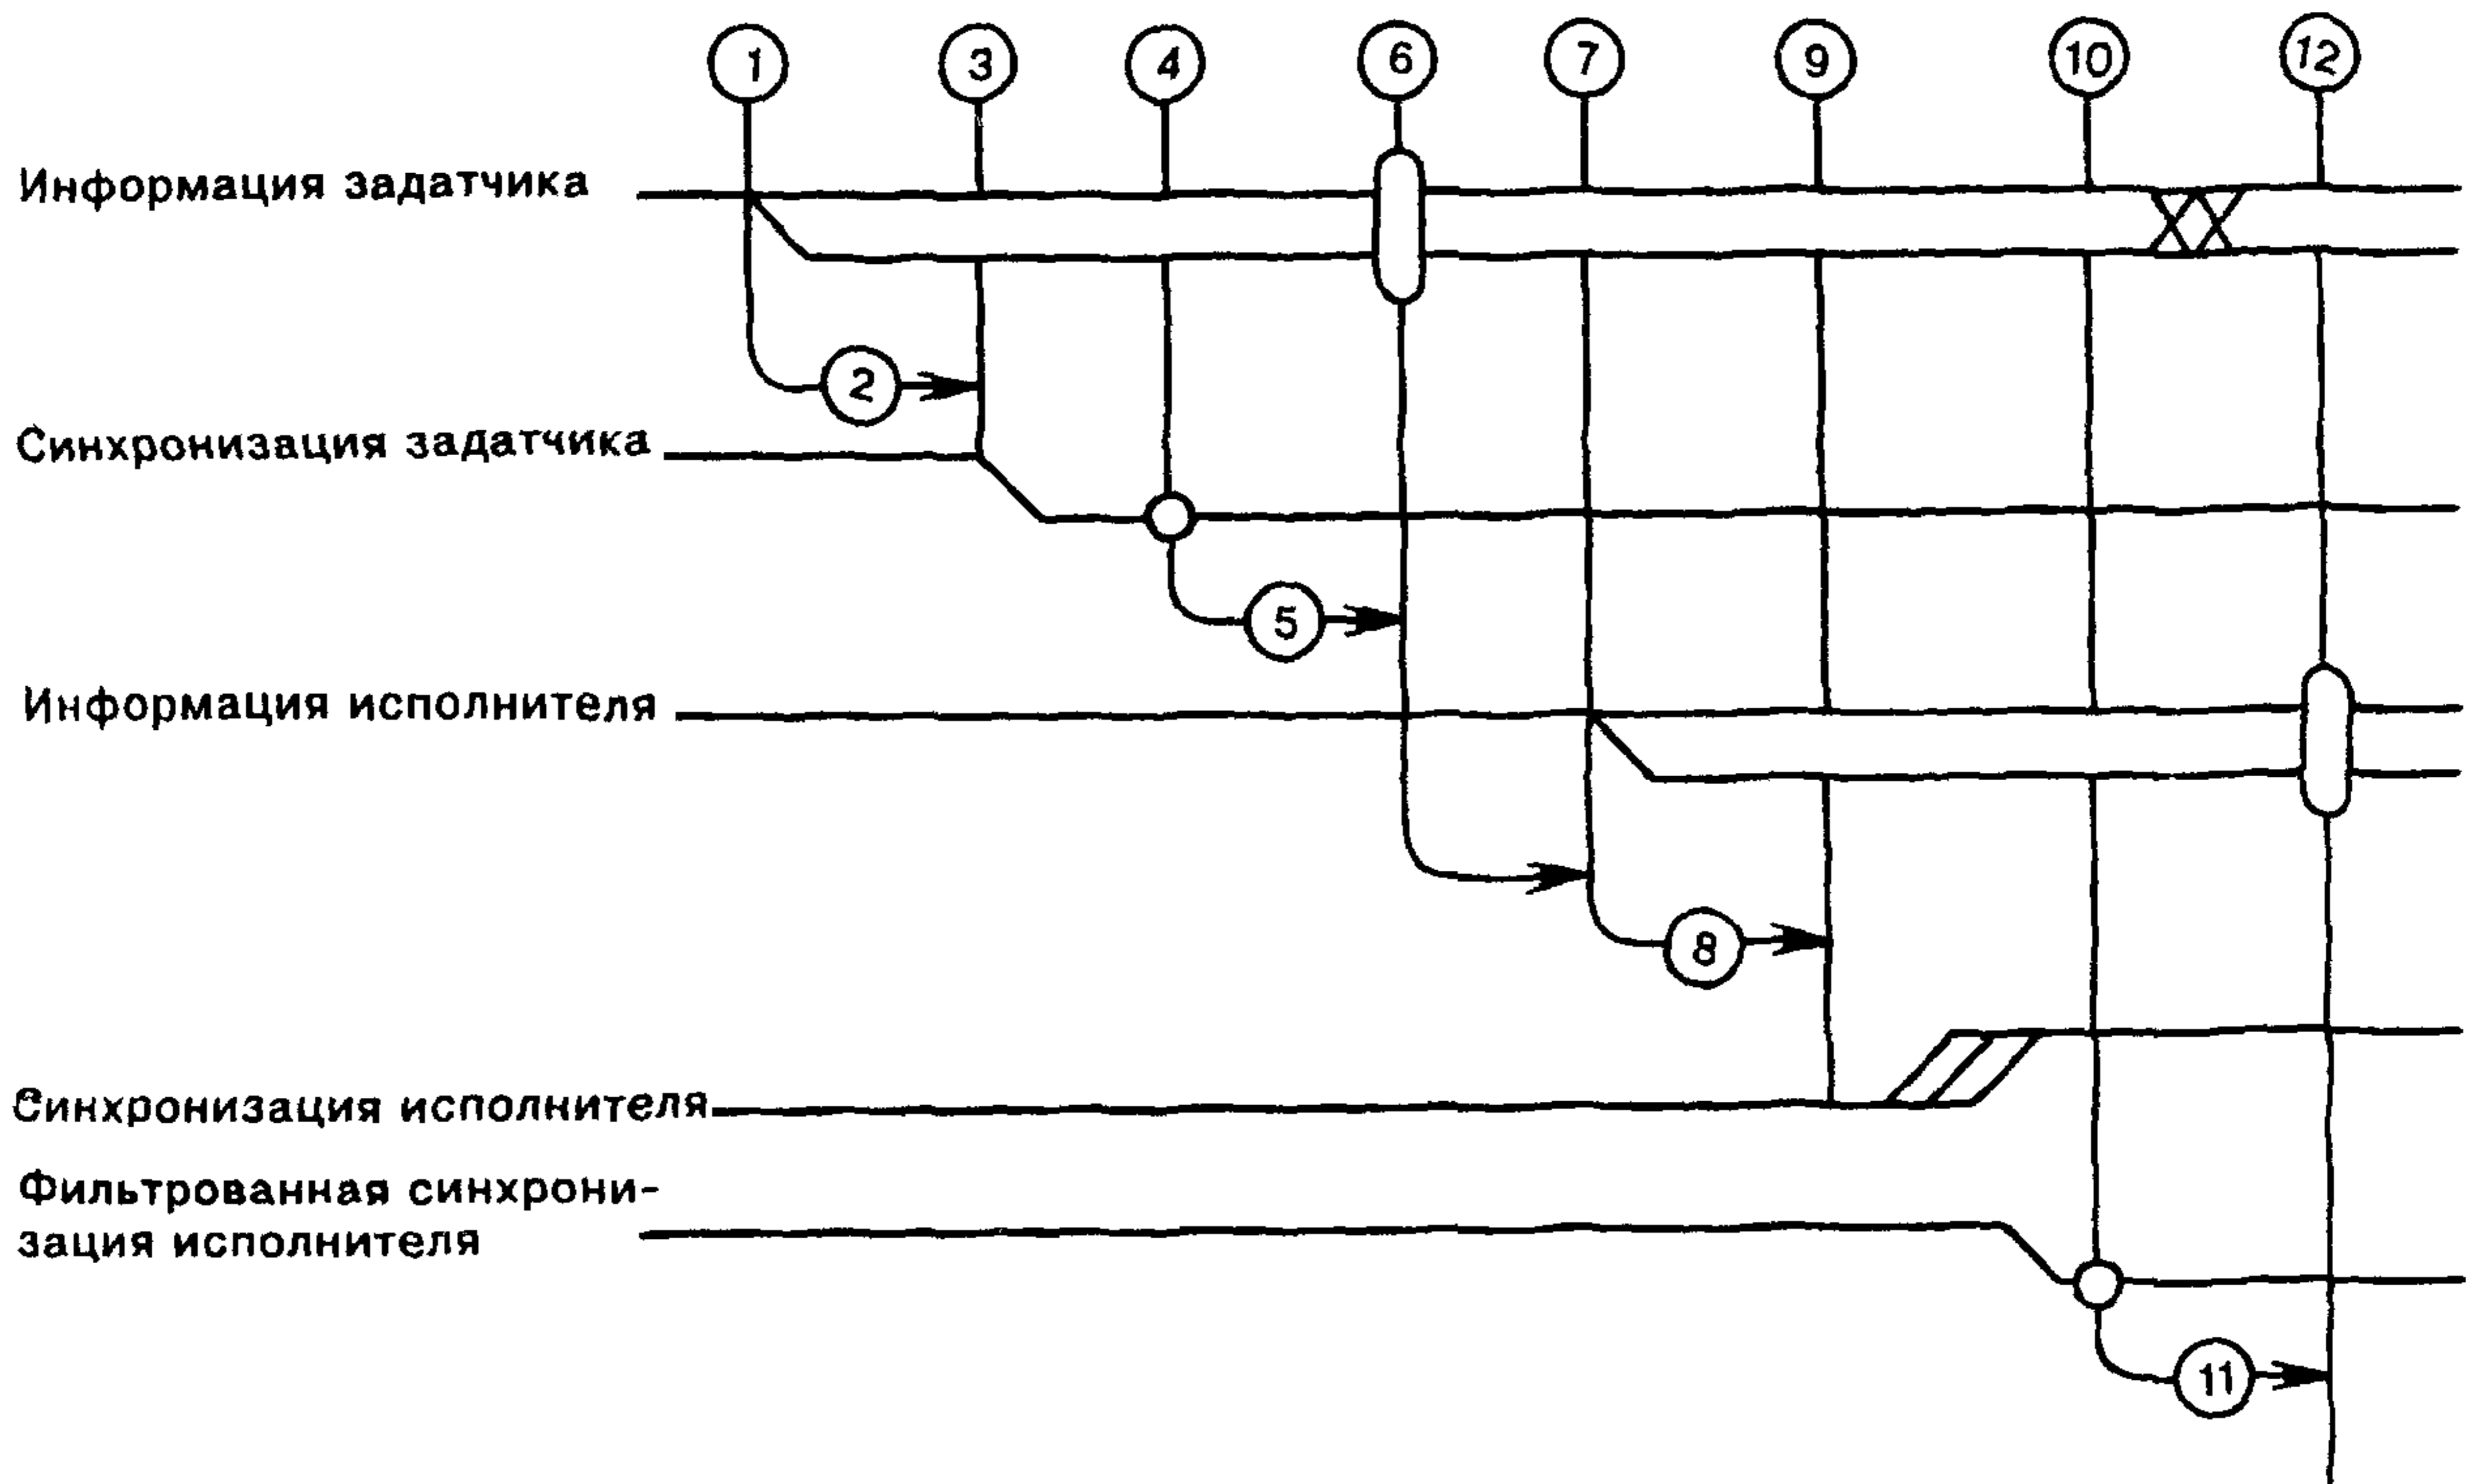 1 3 4 6 7 9 10 12
Информация задатчика
2
Синхронизация задатчика
5
Информация исполнителя
8
Синхронизация исполнителя
Фильтрованная синхрони-
зация исполнителя
11